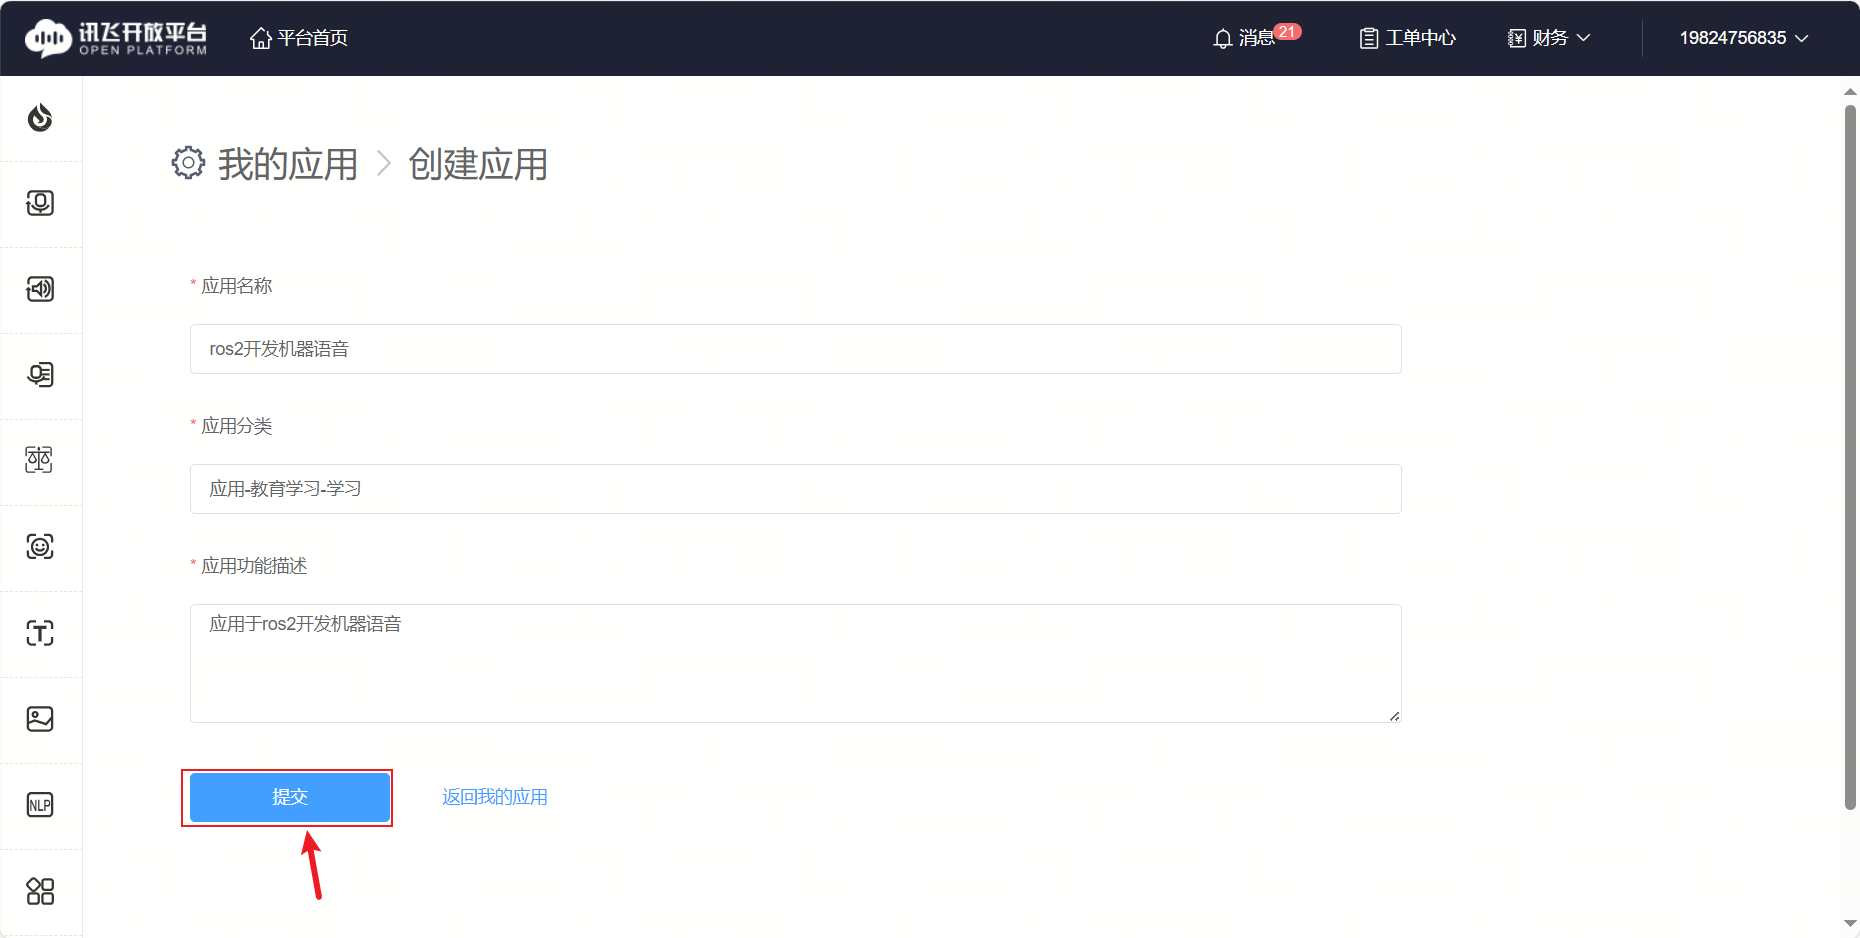 讯飞开放平台
OPEN PLATFORM
平台首页
消息 21
工单中心
财务
19824756835
我的应用 > 创建应用
* 应用名称
ros2开发机器语音
* 应用分类
应用-教育学习-学习
* 应用功能描述
应用于ros2开发机器语音
提交
返回我的应用
T
NLP